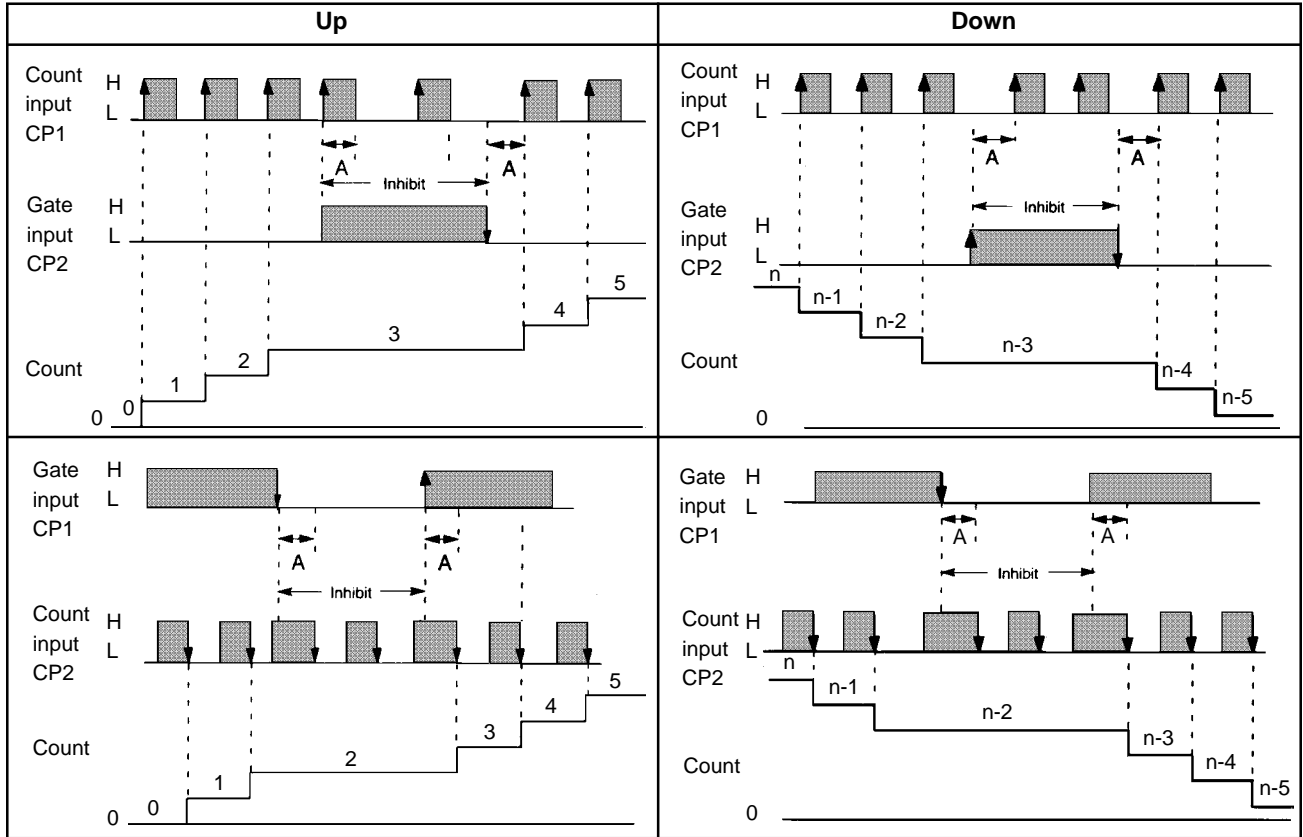 Up
Down
Count H
input L
CP1
A
A
Inhibit
Gate H
input L
CP2
5
4
3
2
Count
1
0
0
Count H
input L
CP1
A
A
Inhibit
Gate H
input L
CP2
n
n-1
n-2
n-3
Count
n-4
n-5
0
Gate H
input L
CP1
A
A
Inhibit
Count H
input L
CP2
5
4
3
Count
2
1
0
0
Gate H
input L
CP1
A
A
Inhibit
Count H
input L
CP2
n
n-1
n-2
n-3
Count
n-4
n-5
0